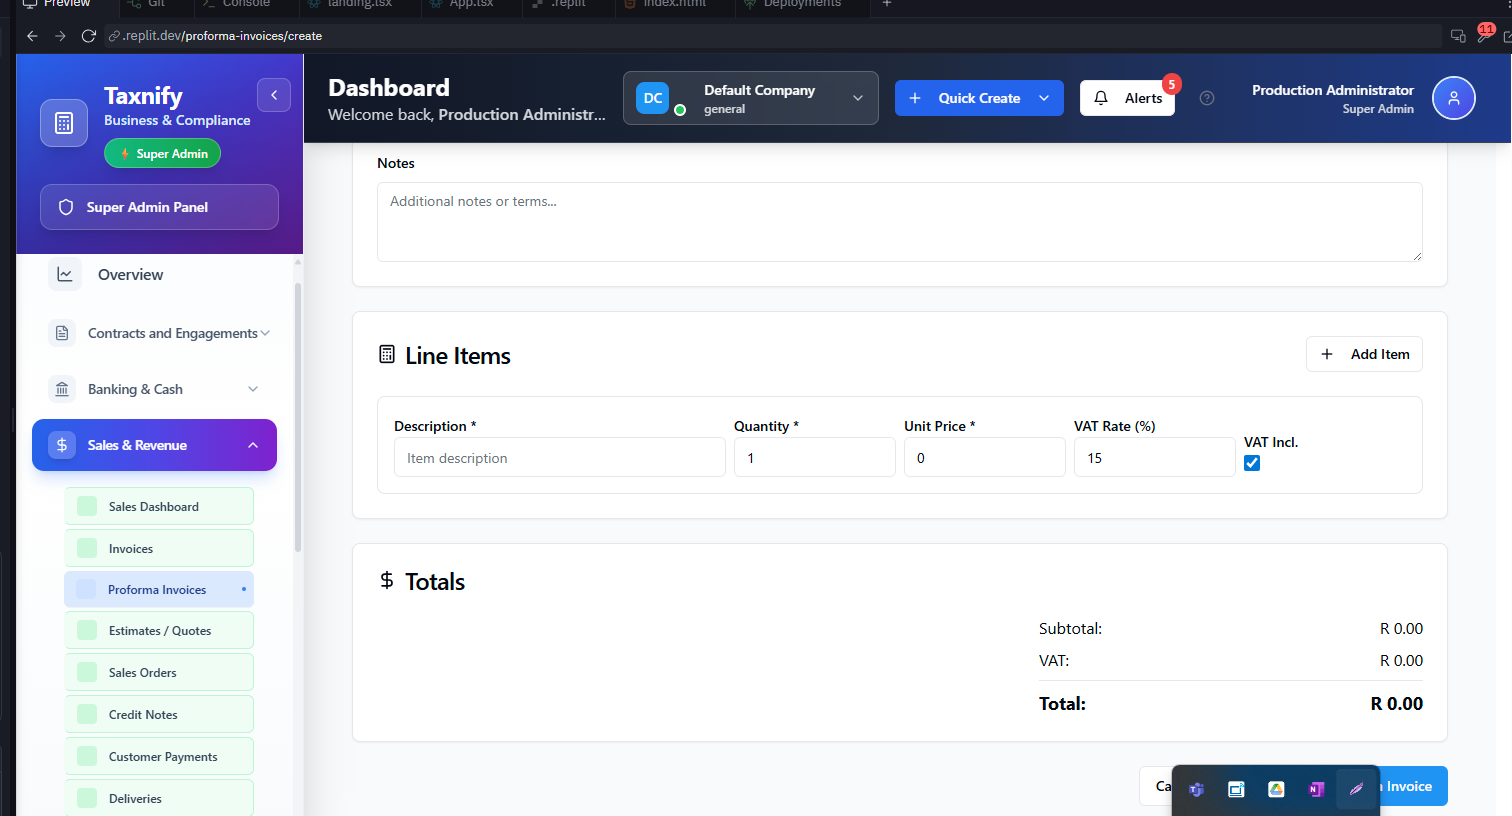 Preview
Git
Console
landing.tsx
App.tsx
.replit
index.html
Deployments
.replit.dev/proforma-invoices/create
11
Taxnify
Business & Compliance
Super Admin
Super Admin Panel
Dashboard
Welcome back, Production Administr...
DC
Default Company
general
Quick Create
Alerts
5
Production Administrator
Super Admin
Overview
Contracts and Engagements
Banking & Cash
Sales & Revenue
Sales Dashboard
Invoices
Proforma Invoices
Estimates / Quotes
Sales Orders
Credit Notes
Customer Payments
Deliveries
Notes
Additional notes or terms...
Line Items
Add Item
Description *
Quantity *
Unit Price *
VAT Rate (%)
VAT Incl.
Item description
1
0
15
Totals
Subtotal:
R 0.00
VAT:
R 0.00
Total:
R 0.00
Ca
Invoice